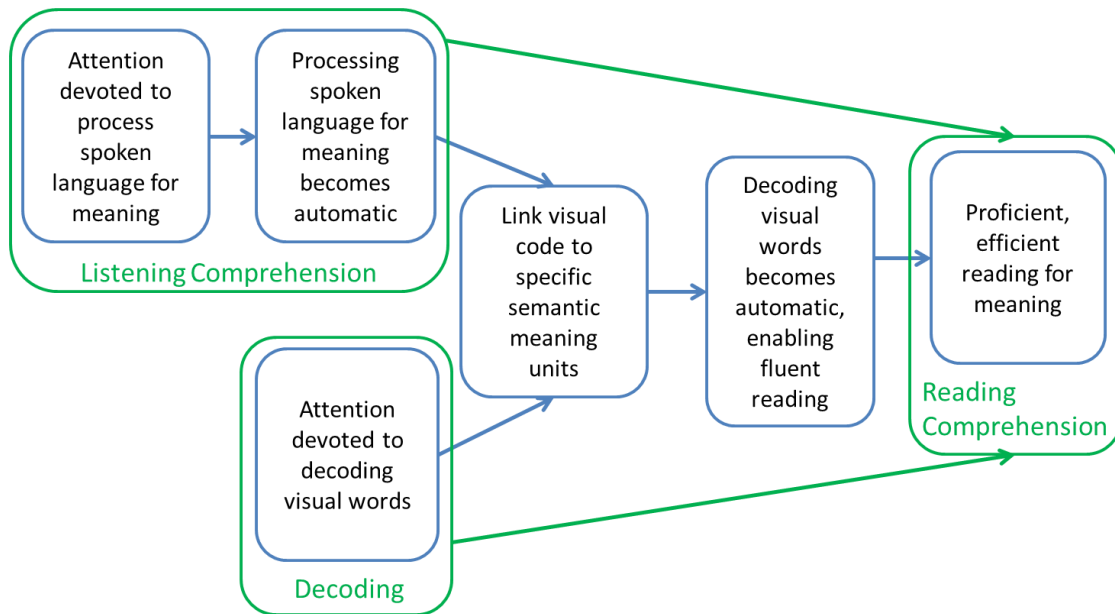 Attention
devoted to
process
spoken
language for
meaning
Processing
spoken
language for
meaning
becomes
automatic
Listening Comprehension
Attention
devoted to
decoding
visual words
Decoding
Link visual
code to
specific
semantic
meaning
units
Decoding
visual
words
becomes
automatic,
enabling
fluent
reading
Proficient,
efficient
reading for
meaning
Reading
Comprehension